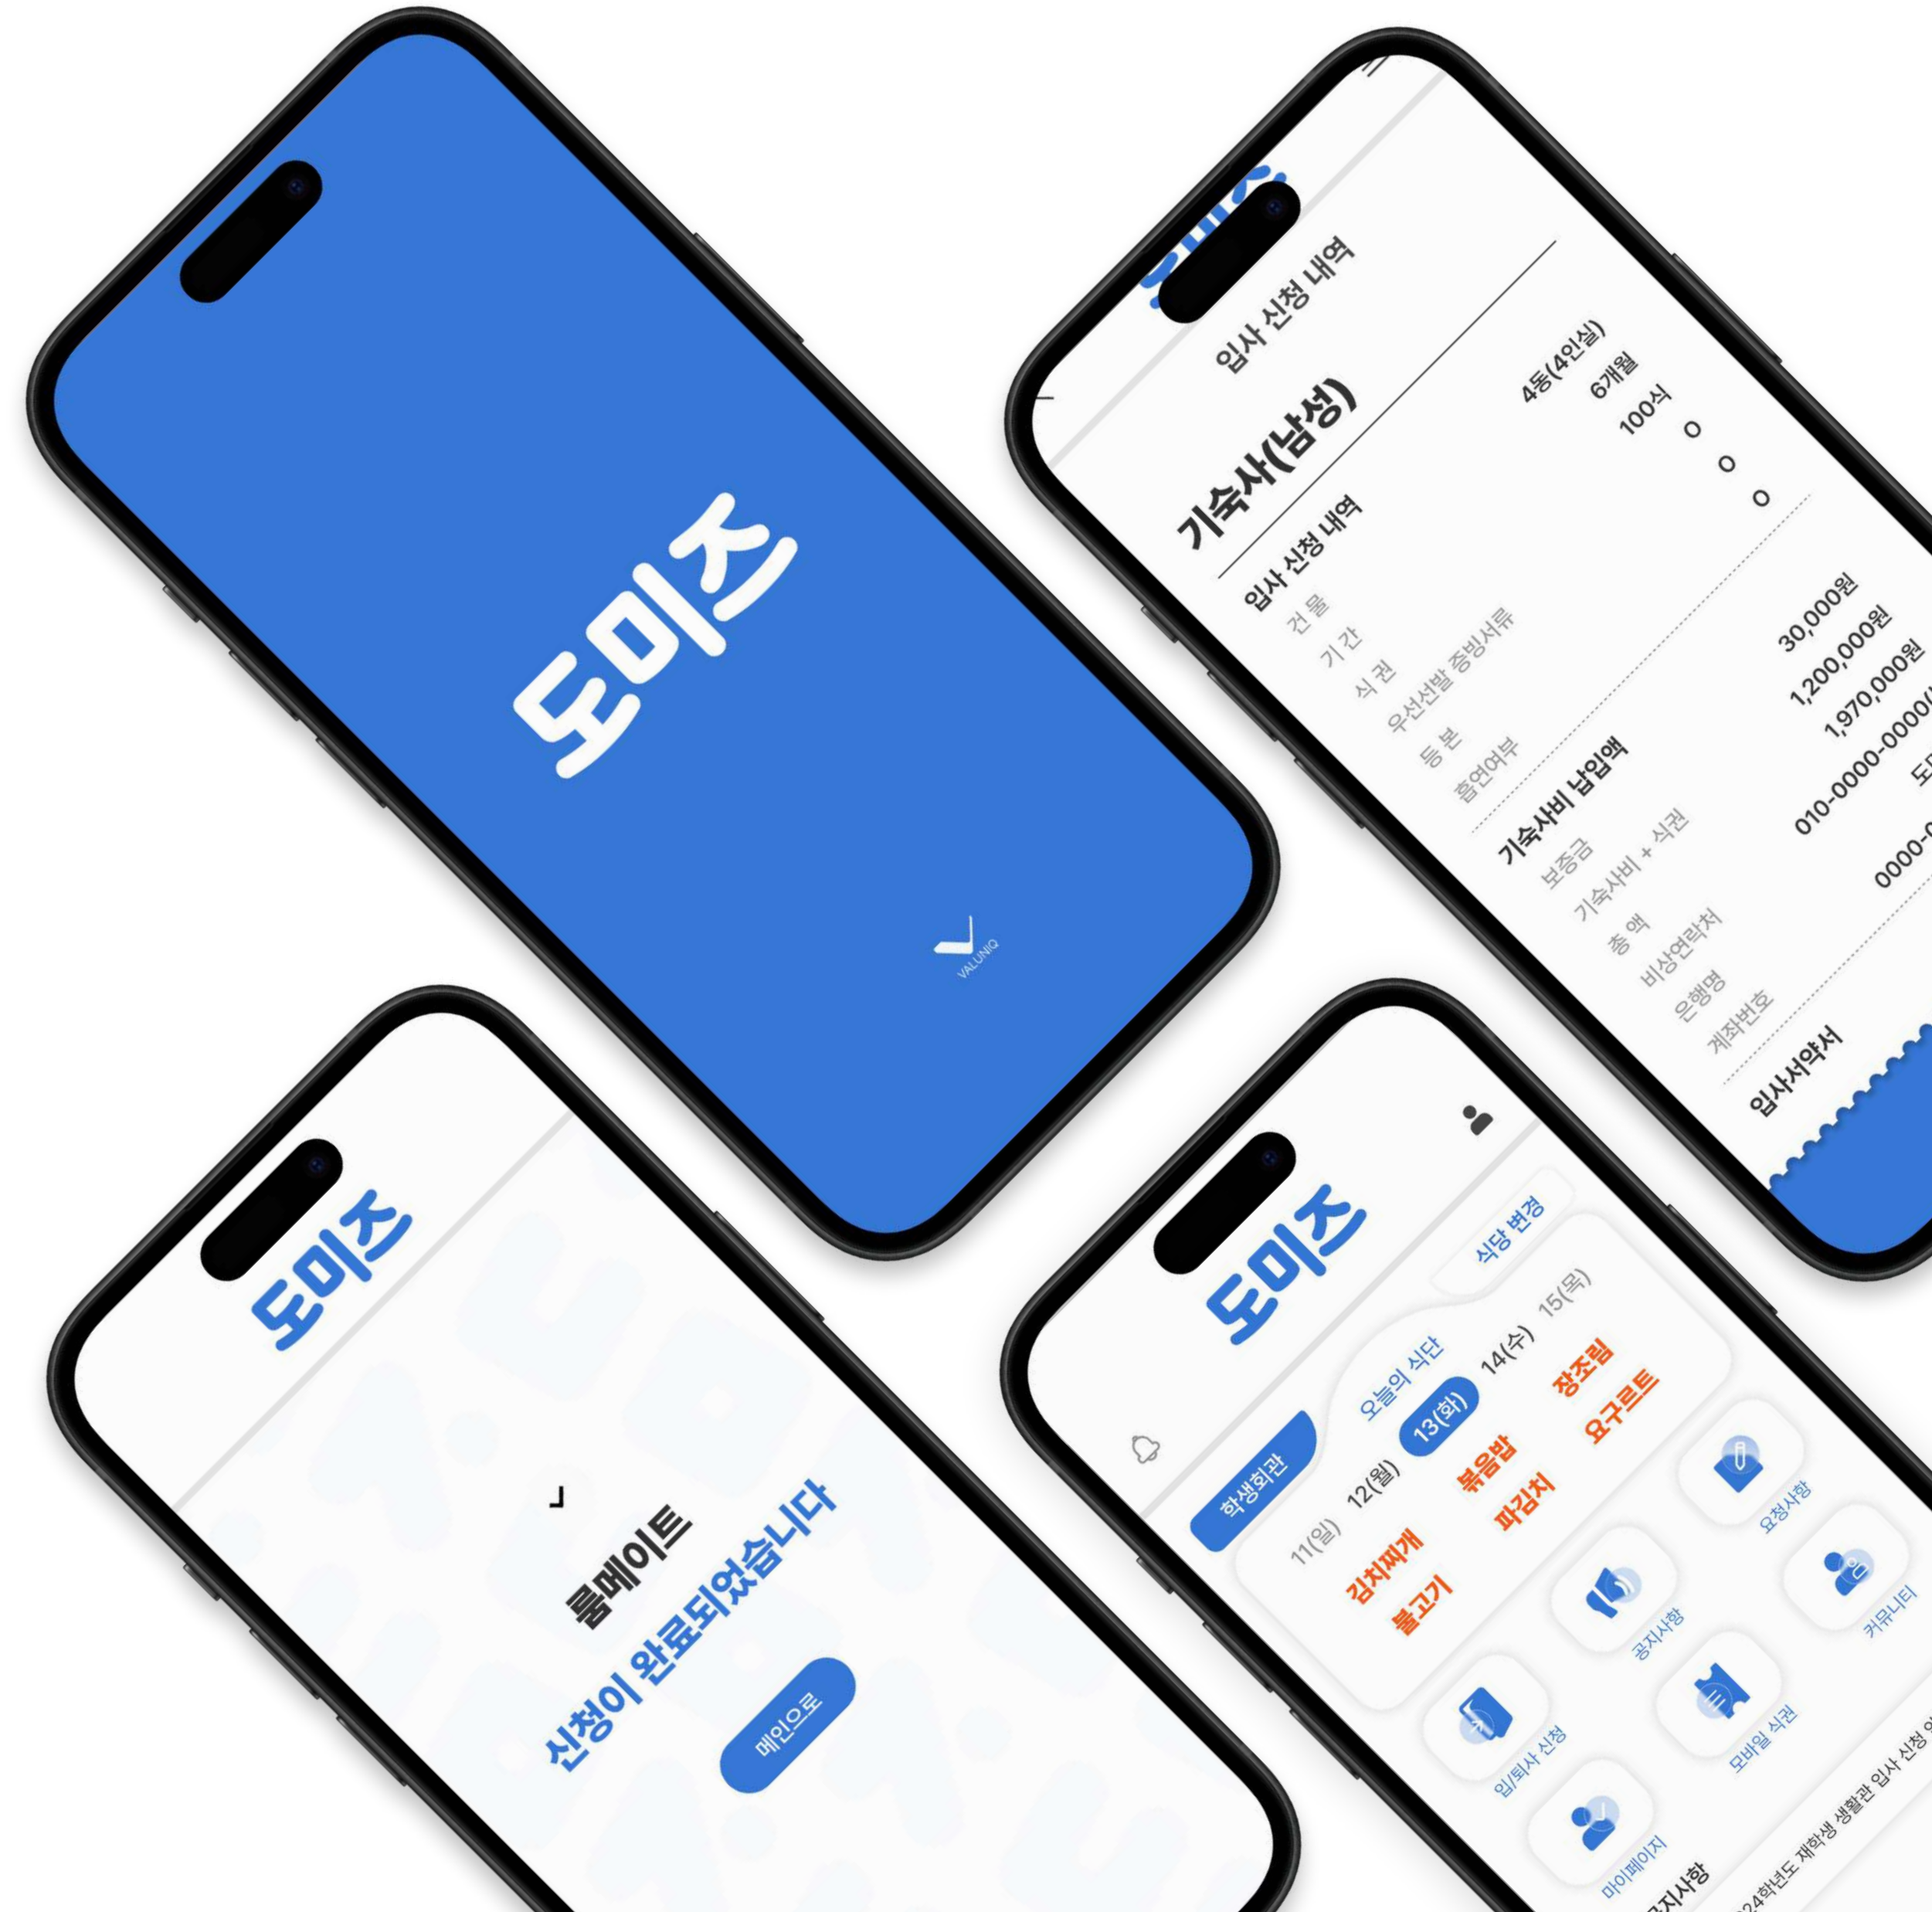 도미즈
VALUNIQ
입사 신청 내역
기숙사(남성)
입사 신청 내역
건 물 4동(4인실)
기 간 6개월
식 권 100식
우선선발 증빙서류 O
등 본 O
흡연여부 O
기숙사비 납입액
보증금 30,000원
기숙사비 + 식권 1,200,000원
총 액 1,970,000원
비상연락처 010-0000-0000
은행명
계좌번호
입사서약서
도미즈
룸메이트
신청이 완료되었습니다
메인으로
도미즈
학생회관 오늘의 식단 식당 변경
11(일) 12(월) 13(화) 14(수) 15(목)
김치찌개 볶음밥 장조림
불고기 파김치 요구르트
입/퇴사 신청 공지사항 요청사항
마이페이지 모바일 식권 커뮤니티
공지사항
재학생 생활관 입사 신청